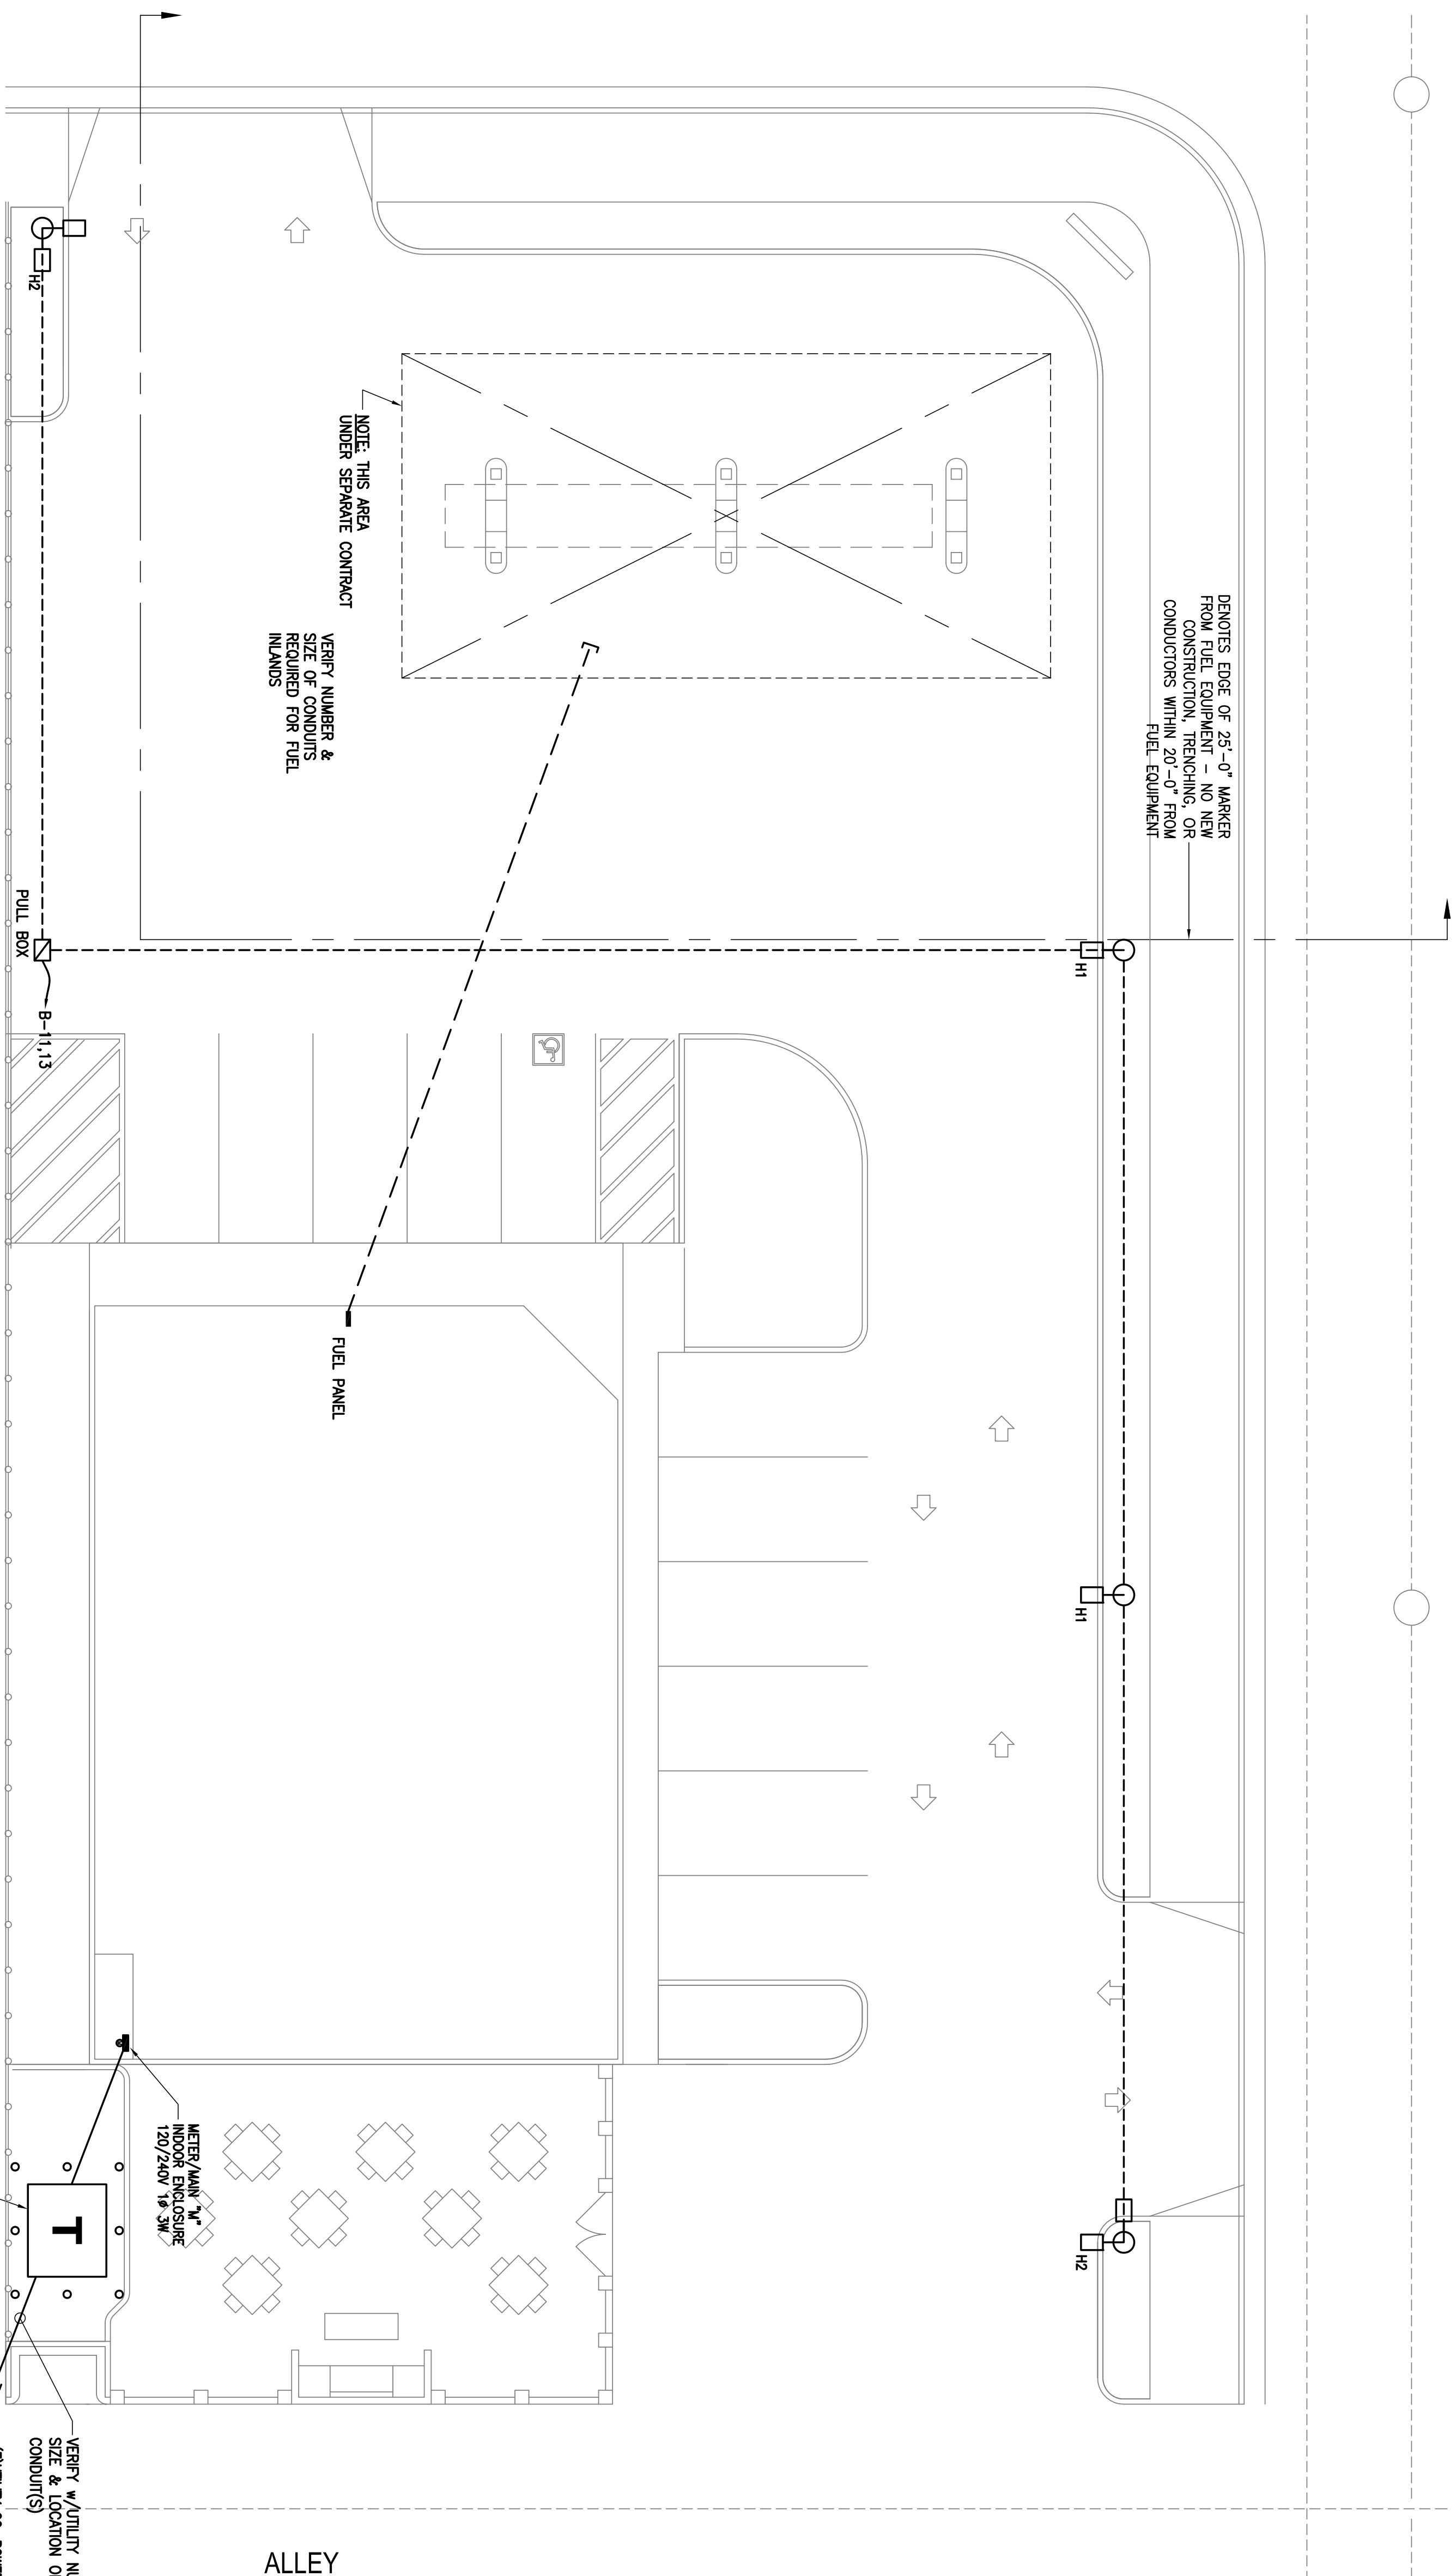 DENOTES EDGE OF 25'-0" MARKER
FROM FUEL EQUIPMENT - NO NEW
CONSTRUCTION, TRENCHING, OR
CONDUCTORS WITHIN 20'-0" FROM
FUEL EQUIPMENT
NOTE: THIS AREA
UNDER SEPARATE CONTRACT
VERIFY NUMBER &
SIZE OF CONDUITS
REQUIRED FOR FUEL
INLANDS
H2
PULL BOX
B-11,13
H1
FUEL PANEL
H1
METER/MAIN "M"
INDOOR ENCLOSURE
120/240V 1ø 3W
T
H2
VERIFY w/UTILITY
SIZE & LOCATION
CONDUIT(S)
ALLEY